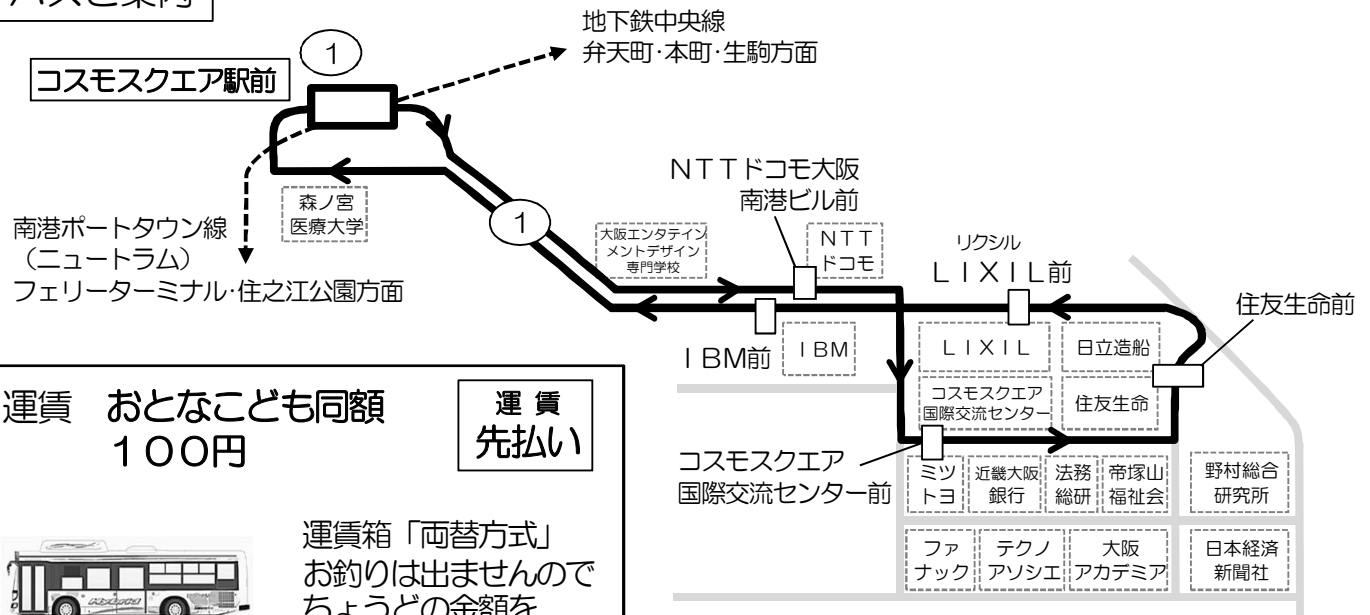 バスご案内
地下鉄中央線
弁天町・本町・生駒方面
1
コスモスクエア駅前
森ノ宮
医療大学
南港ポートタウン線
（ニュートラム）
フェリーターミナル・住之江公園方面
1
大阪エンタテイン
メントデザイン
専門学校
NTTドコモ大阪
南港ビル前
NTT
ドコモ
リクシル
LIXIL前
住友生命前
IBM前
IBM
LIXIL
日立造船
コスモスクエア
国際交流センター
住友生命
コスモスクエア
国際交流センター前
ミツ
トヨ
近畿大阪
銀行
法務
総研
帝塚山
福祉会
野村総合
研究所
ファ
ナック
テクノ
アソシエ
大阪
アカデミア
日本経済
新聞社
運賃 おとなこども同額
100円
運賃
先払い
運賃箱「両替方式」
お釣りは出ませんので
ちょうどの金額を